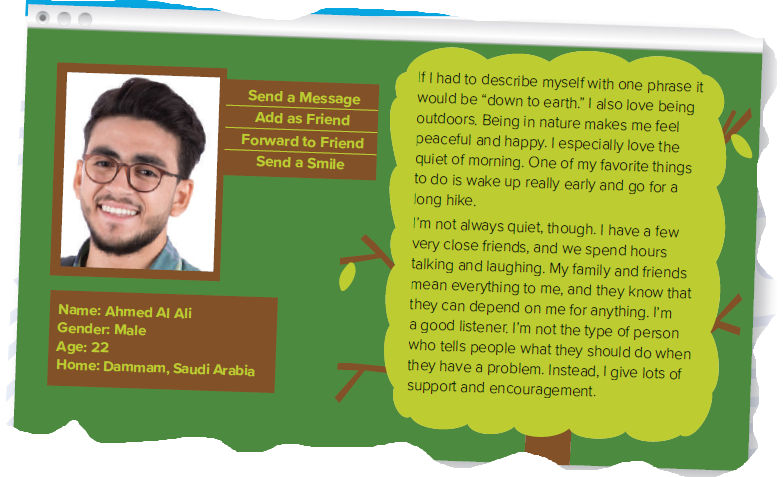 Send a Message
Add as Friend
Forward to Friend
Send a Smile
Name: Ahmed Al Ali
Gender: Male
Age: 22
Home: Dammam, Saudi Arabia
If I had to describe myself with one phrase it
would be “down to earth.” I also love being
outdoors. Being in nature makes me feel
peaceful and happy. I especially love the
quiet of morning. One of my favorite things
to do is wake up really early and go for a
long hike.
I’m not always quiet, though. I have a few
very close friends, and we spend hours
talking and laughing. My family and friends
mean everything to me, and they know that
they can depend on me for anything. I’m
a good listener. I’m not the type of person
who tells people what they should do when
they have a problem. Instead, I give lots of
support and encouragement.